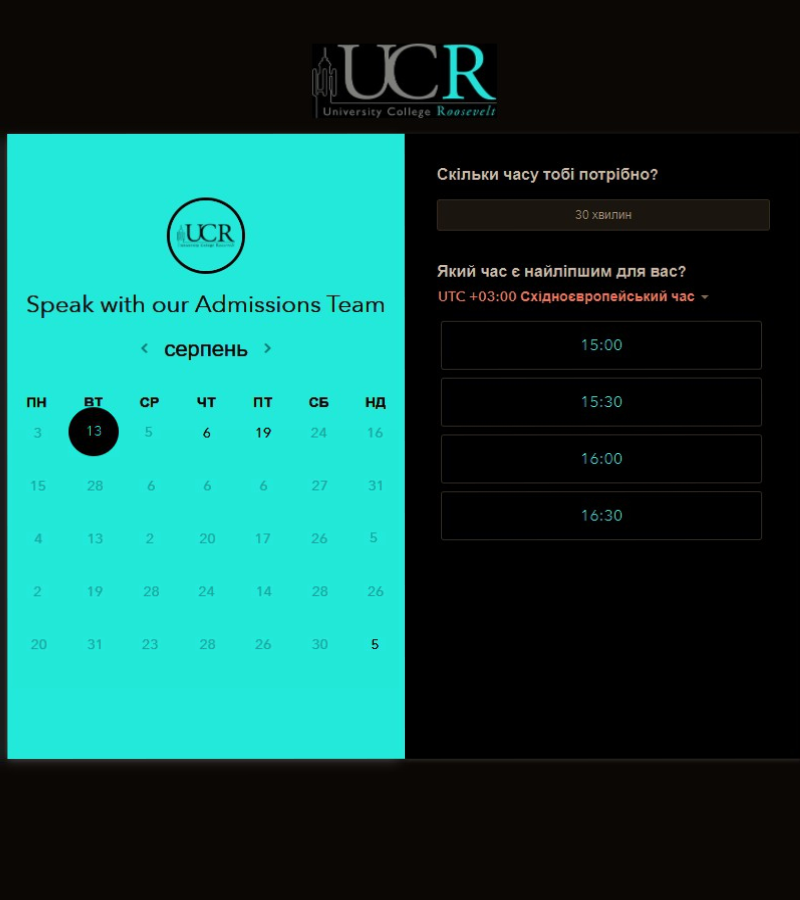 UCR
University College Roosevelt
UCR
Speak with our Admissions Team
серпень
ПН ВТ СР ЧТ ПТ СБ НД
3 13 5 6 19 24 16
15 28 6 6 6 27 31
4 13 2 20 17 26 5
2 19 28 24 14 28 26
20 31 23 28 26 30 5
Скільки часу тобі потрібно?
30 хвилин
Який час є найліпшим для вас?
UTC +03:00 Східноєвропейський час
15:00
15:30
16:00
16:30